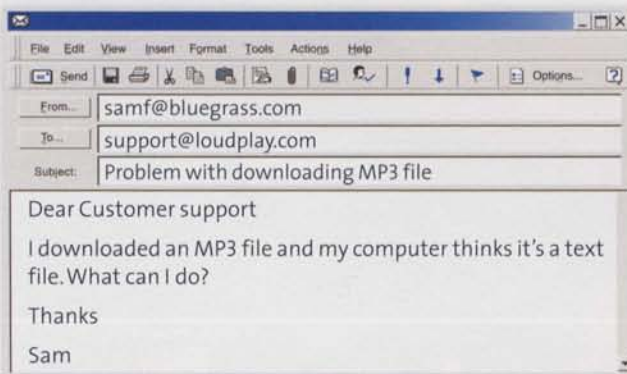 File Edit View Insert Format Tools Actions Help
Send Options...
From... samf@bluegrass.com
To... support@loudplay.com
Subject: Problem with downloading MP3 file
Dear Customer support
I downloaded an MP3 file and my computer thinks it's a text
file. What can I do?
Thanks
Sam